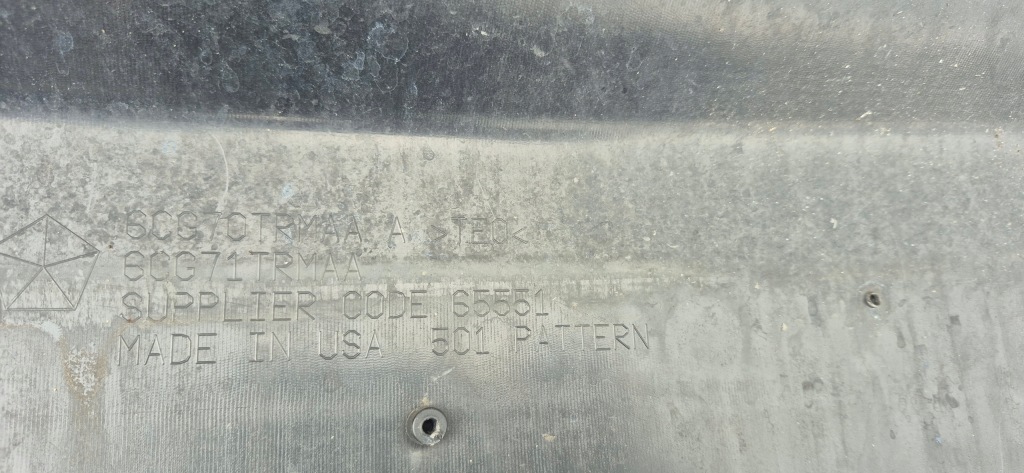 6CG70TRMAA A >TEO<
6CG71TRMAA
SUPPLIER CODE 65551
MADE IN USA 501 PATTERN